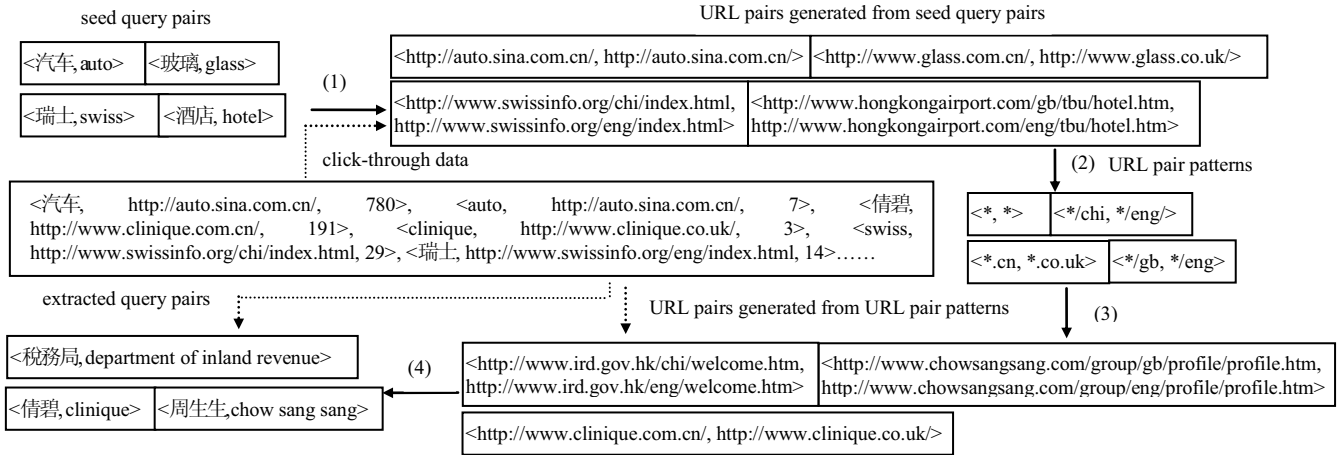 seed query pairs
<汽车, auto> <玻璃, glass>
<瑞士, swiss> <酒店, hotel>
(1)
URL pairs generated from seed query pairs
<http://auto.sina.com.cn/, http://auto.sina.com.cn/> <http://www.glass.com.cn/, http://www.glass.co.uk/>
<http://www.swissinfo.org/chi/index.html,
http://www.swissinfo.org/eng/index.html>
<http://www.hongkongairport.com/gb/tbu/hotel.htm,
http://www.hongkongairport.com/eng/tbu/hotel.htm>
click-through data
(2) URL pair patterns
<汽车, http://auto.sina.com.cn/, 780>, <auto, http://auto.sina.com.cn/, 7>, <倩碧,
http://www.clinique.com.cn/, 191>, <clinique, http://www.clinique.co.uk/, 3>, <swiss,
http://www.swissinfo.org/chi/index.html, 29>, <瑞士, http://www.swissinfo.org/eng/index.html, 14>……
<*, *> <*/chi, */eng/>
<*.cn, *.co.uk> <*/gb, */eng>
extracted query pairs
URL pairs generated from URL pair patterns
(3)
<稅務局, department of inland revenue>
<倩碧, clinique> <周生生, chow sang sang>
(4)
<http://www.ird.gov.hk/chi/welcome.htm,
http://www.ird.gov.hk/eng/welcome.htm>
<http://www.chowsangsang.com/group/gb/profile/profile.htm,
http://www.chowsangsang.com/group/eng/profile/profile.htm>
<http://www.clinique.com.cn/, http://www.clinique.co.uk/>